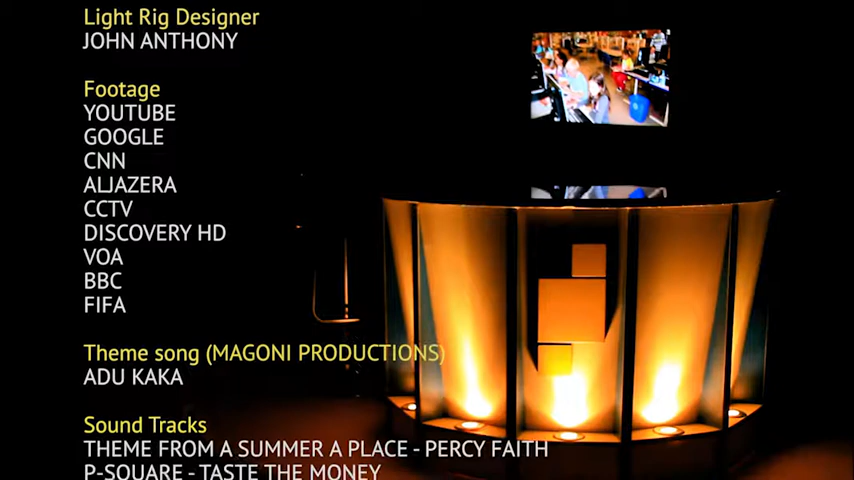 Light Rig Designer
JOHN ANTHONY
Footage
YOUTUBE
GOOGLE
CNN
ALJAZERA
CCTV
DISCOVERY HD
VOA
BBC
FIFA
Theme song (MAGONI PRODUCTIONS)
ADU KAKA
Sound Tracks
THEME FROM A SUMMER A PLACE - PERCY FAITH
P-SQUARE - TASTE THE MONEY